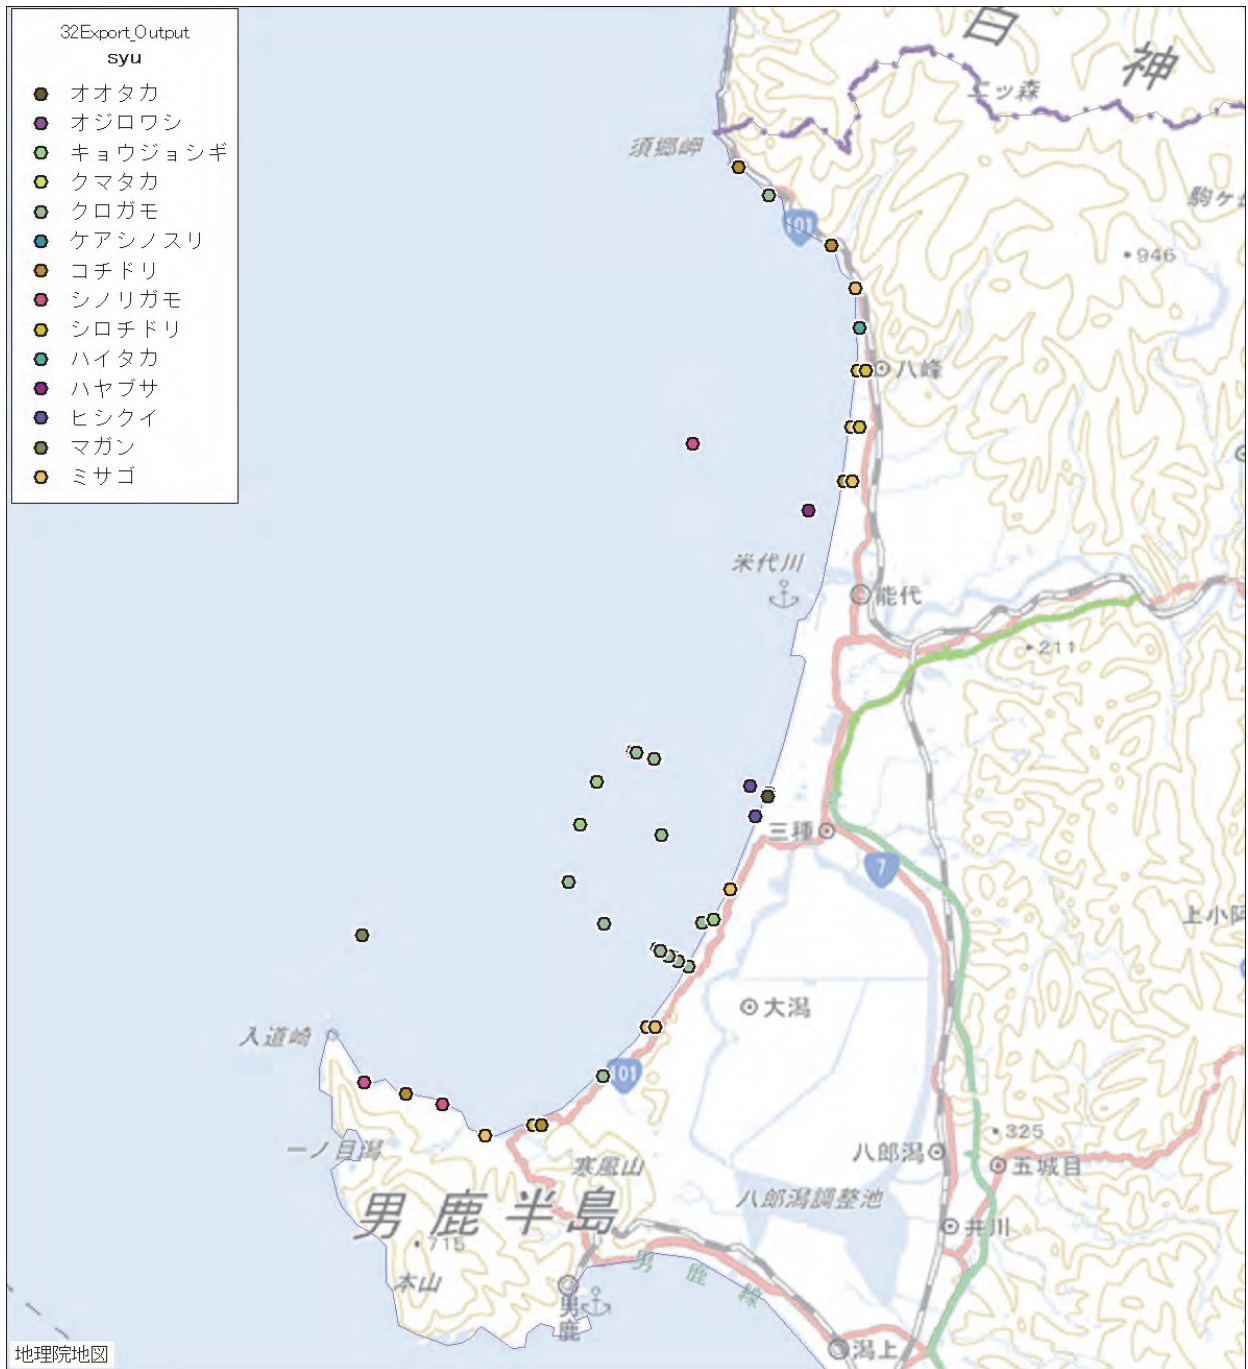 32Export_Output
syu
オオタカ
オジロワシ
キョウジョシギ
クマタカ
クロガモ
ケアシノスリ
コチドリ
シノリガモ
シロチドリ
ハイタカ
ハヤブサ
ヒシクイ
マガン
ミサゴ
白神
二ッ森
須郷岬
駒ヶ
101
946
八峰
米代川
能代
211
三種
7
上小阿
大潟
入道崎
101
325
一ノ目潟
八郎潟
五城目
寒風山
八郎潟調整池
男鹿半島
井川
715
男鹿線
本山
男鹿
潟上
地理院地図